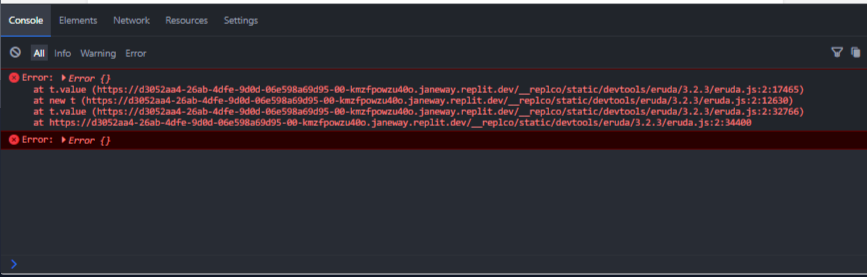 Console Elements Network Resources Settings
All Info Warning Error
Error: ▶ Error {}
at t.value (https://d3052aa4-26ab-4dfe-9d0d-06e598a69d95-00-kmzfpowzu40o.janeway.replit.dev/__replco/static/devtools/eruda/3.2.3/eruda.js:2:17465)
at new t (https://d3052aa4-26ab-4dfe-9d0d-06e598a69d95-00-kmzfpowzu40o.janeway.replit.dev/__replco/static/devtools/eruda/3.2.3/eruda.js:2:12630)
at t.value (https://d3052aa4-26ab-4dfe-9d0d-06e598a69d95-00-kmzfpowzu40o.janeway.replit.dev/__replco/static/devtools/eruda/3.2.3/eruda.js:2:32766)
at https://d3052aa4-26ab-4dfe-9d0d-06e598a69d95-00-kmzfpowzu40o.janeway.replit.dev/__replco/static/devtools/eruda/3.2.3/eruda.js:2:34400
Error: ▶ Error {}